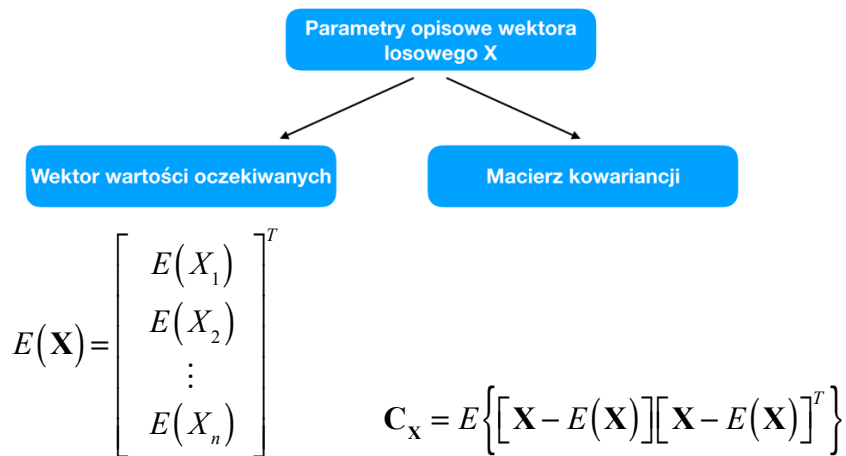 Parametry opisowe wektora
losowego X
Wektor wartości oczekiwanych
Macierz kowariancji
E(𝐗) = [ E(X₁)
E(X₂)
⋮
E(Xₙ) ]ᵀ
𝐂_𝐗 = E{[𝐗 − E(𝐗)][𝐗 − E(𝐗)]ᵀ}